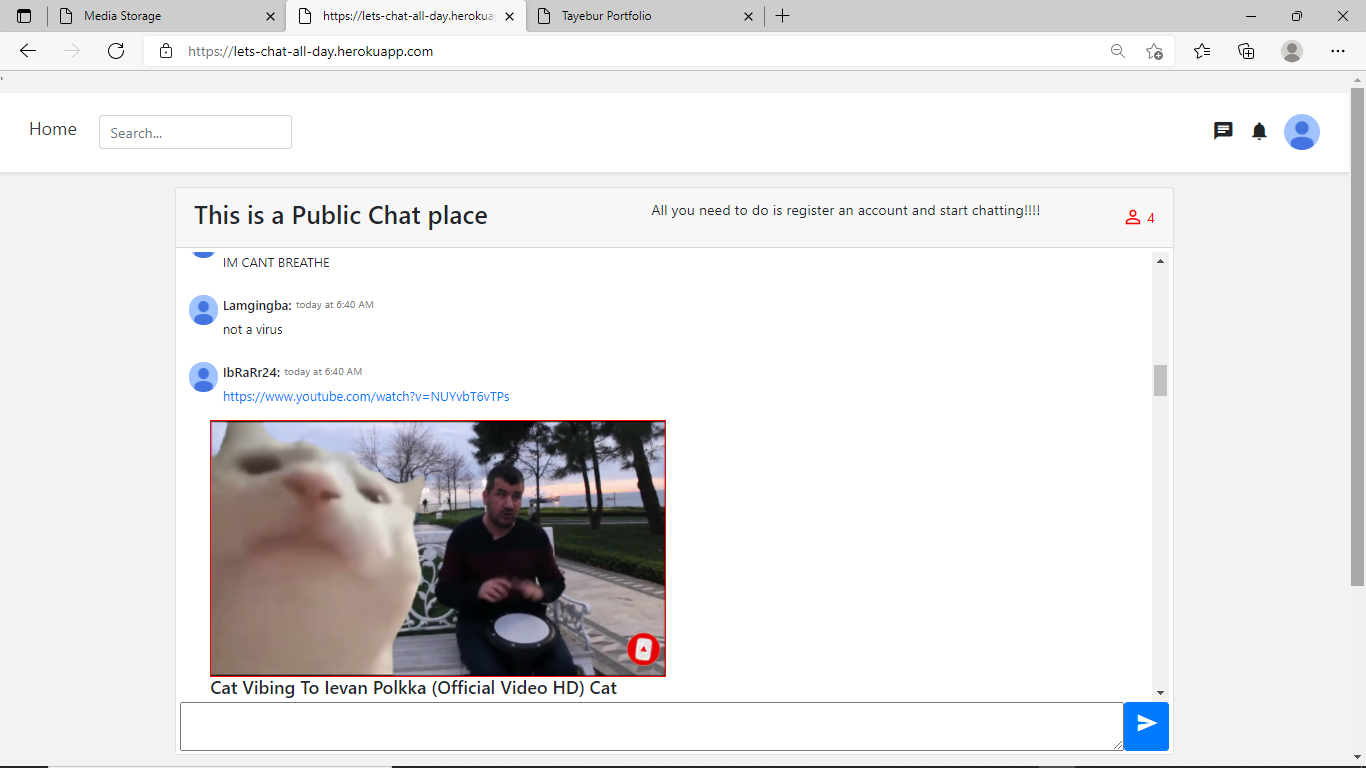 Media Storage
https://lets-chat-all-day.herokua
Tayebur Portfolio
https://lets-chat-all-day.herokuapp.com
'
Home
Search...
This is a Public Chat place
All you need to do is register an account and start chatting!!!!
4
IM CANT BREATHE
Lamgingba: today at 6:40 AM
not a virus
IbRaRr24: today at 6:40 AM
https://www.youtube.com/watch?v=NUYvbT6vTPs
Cat Vibing To Ievan Polkka (Official Video HD) Cat